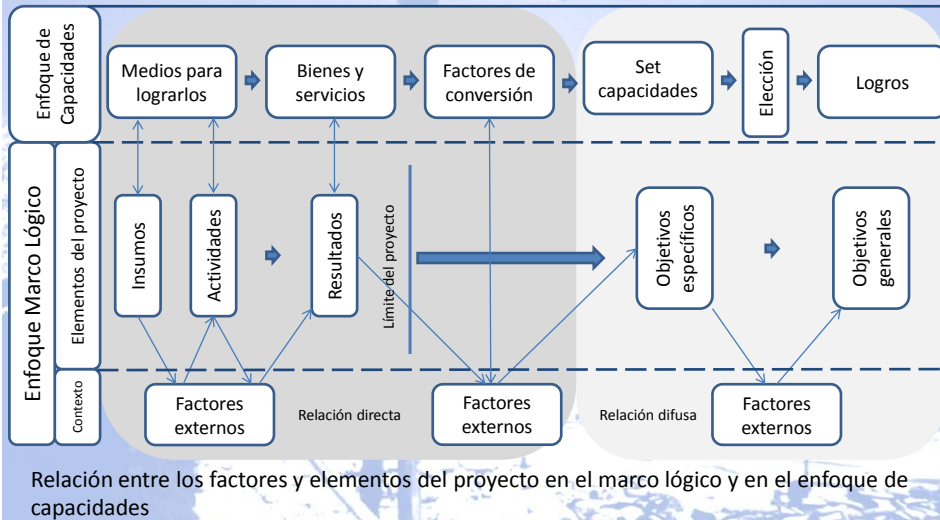 Enfoque de
Capacidades
Medios para
lograrlos
Bienes y
servicios
Factores de
conversión
Set
capacidades
Elección
Logros
Enfoque Marco Lógico
Elementos del proyecto
Insumos
Actividades
Resultados
Límite del proyecto
Objetivos
específicos
Objetivos
generales
Contexto
Factores
externos
Relación directa
Factores
externos
Relación difusa
Factores
externos
Relación entre los factores y elementos del proyecto en el marco lógico y en el enfoque de
capacidades